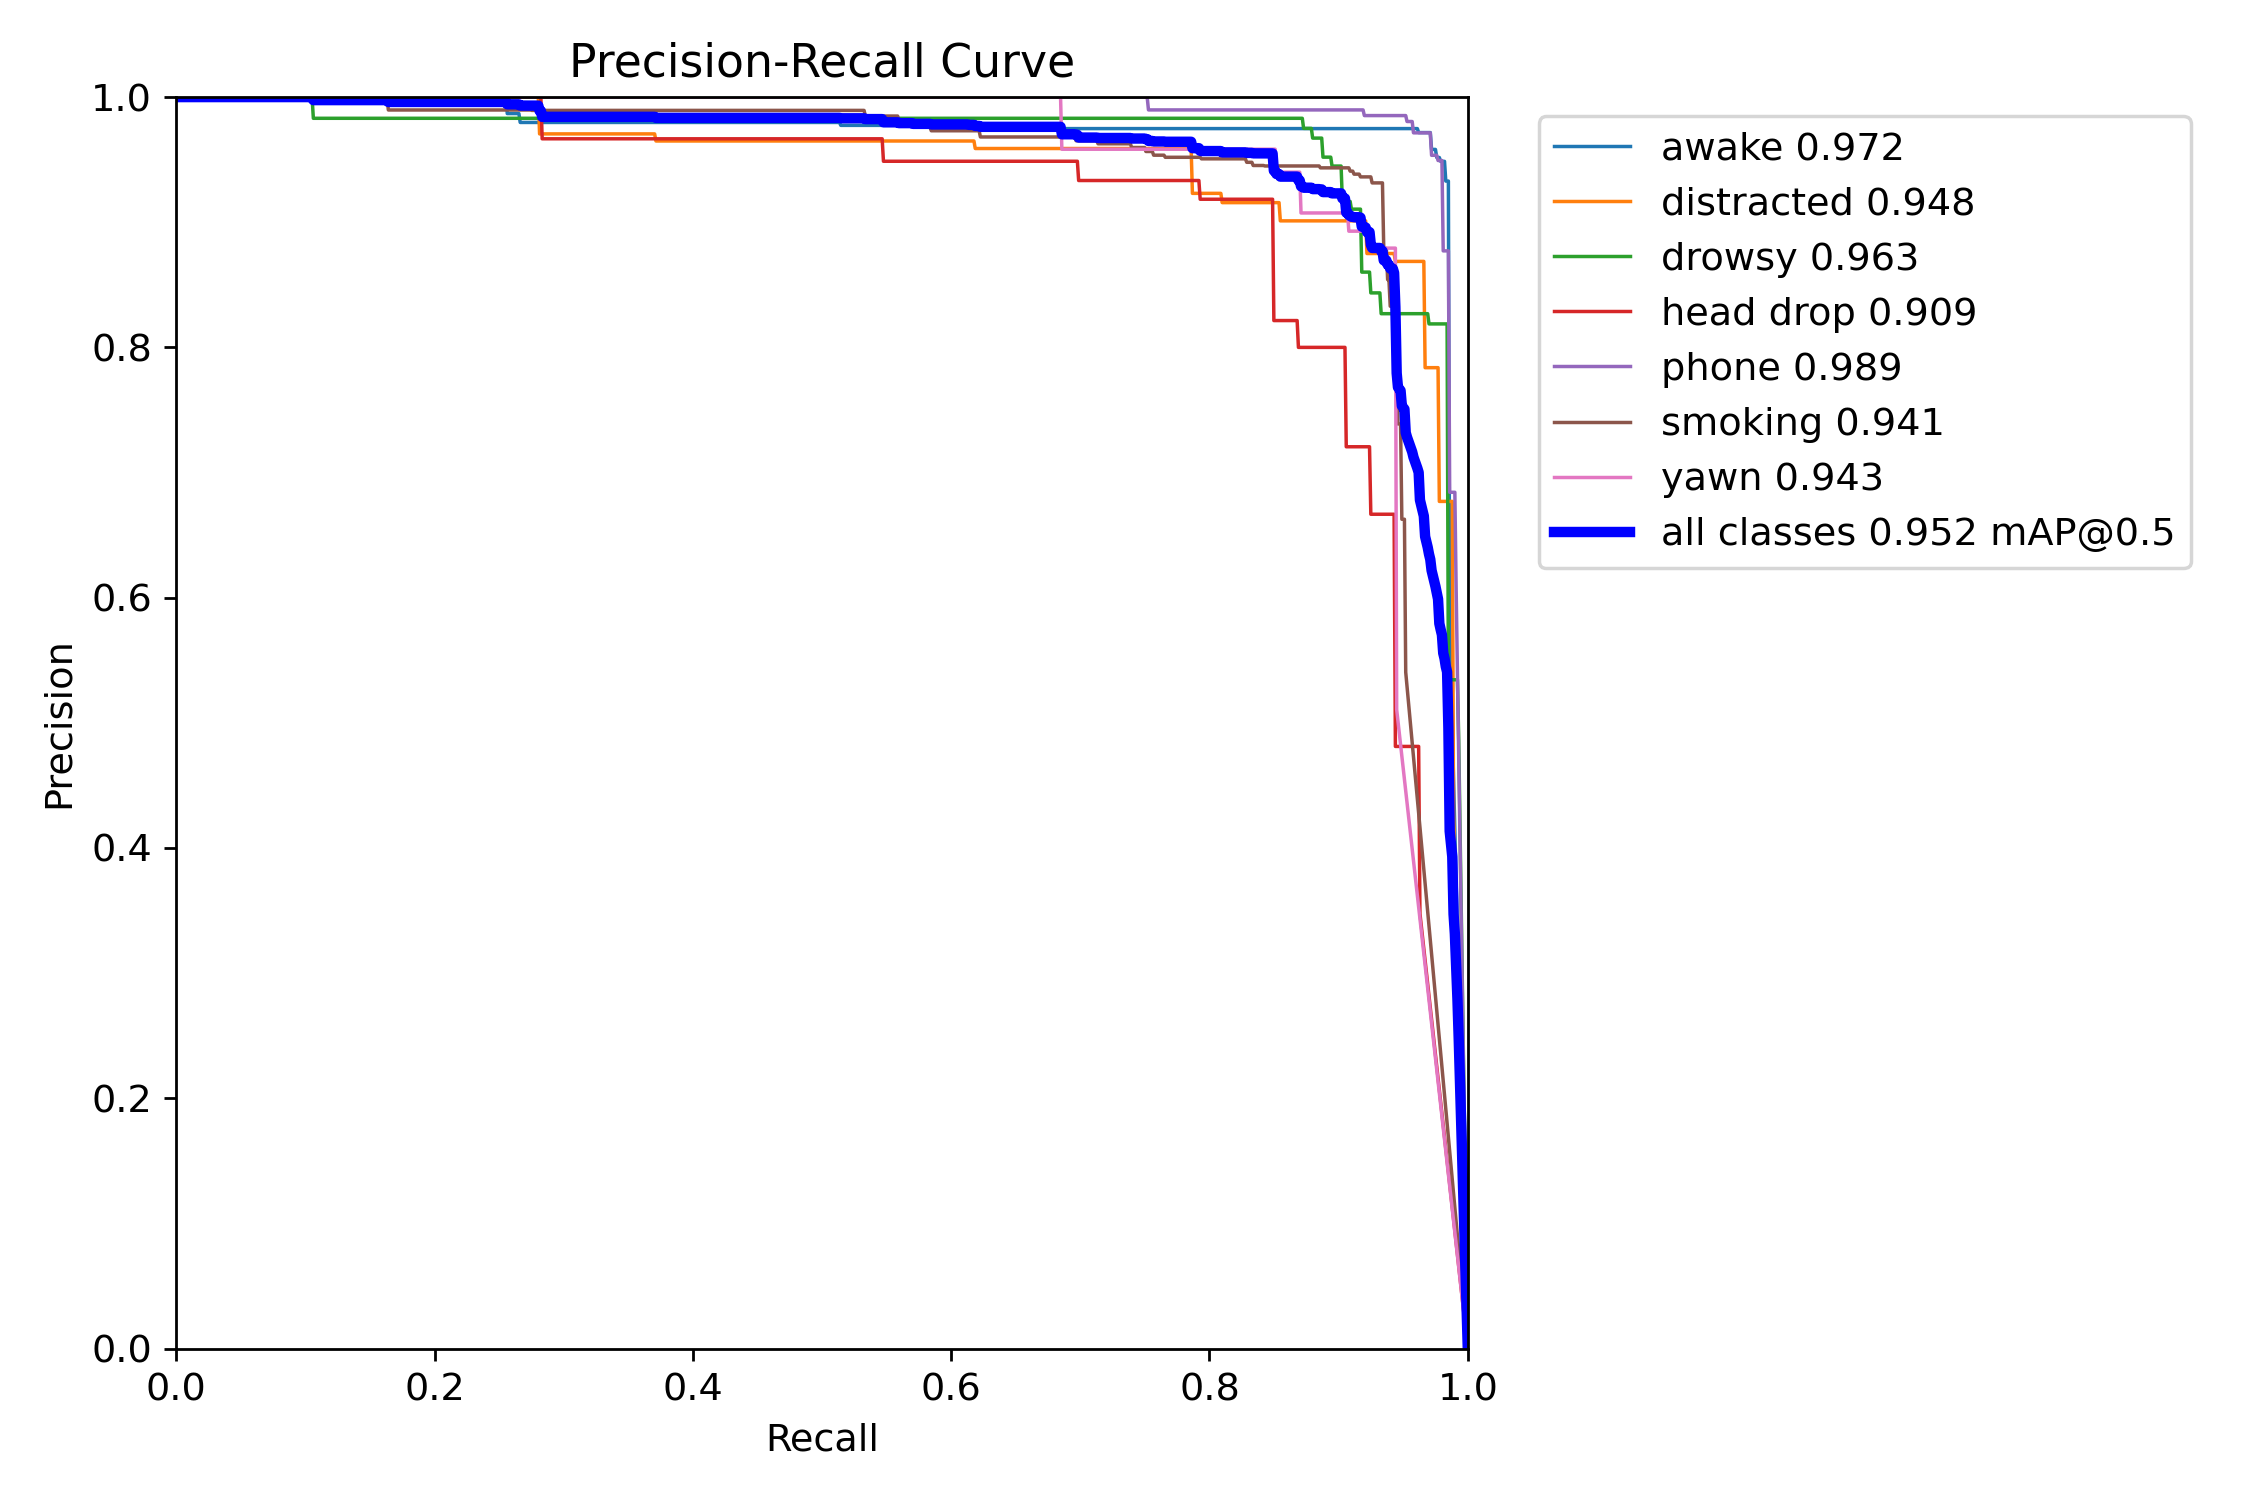 Precision-Recall Curve
1.0
0.8
0.6
0.4
0.2
0.0
Precision
0.0 0.2 0.4 0.6 0.8 1.0
Recall
awake 0.972
distracted 0.948
drowsy 0.963
head drop 0.909
phone 0.989
smoking 0.941
yawn 0.943
all classes 0.952 mAP@0.5